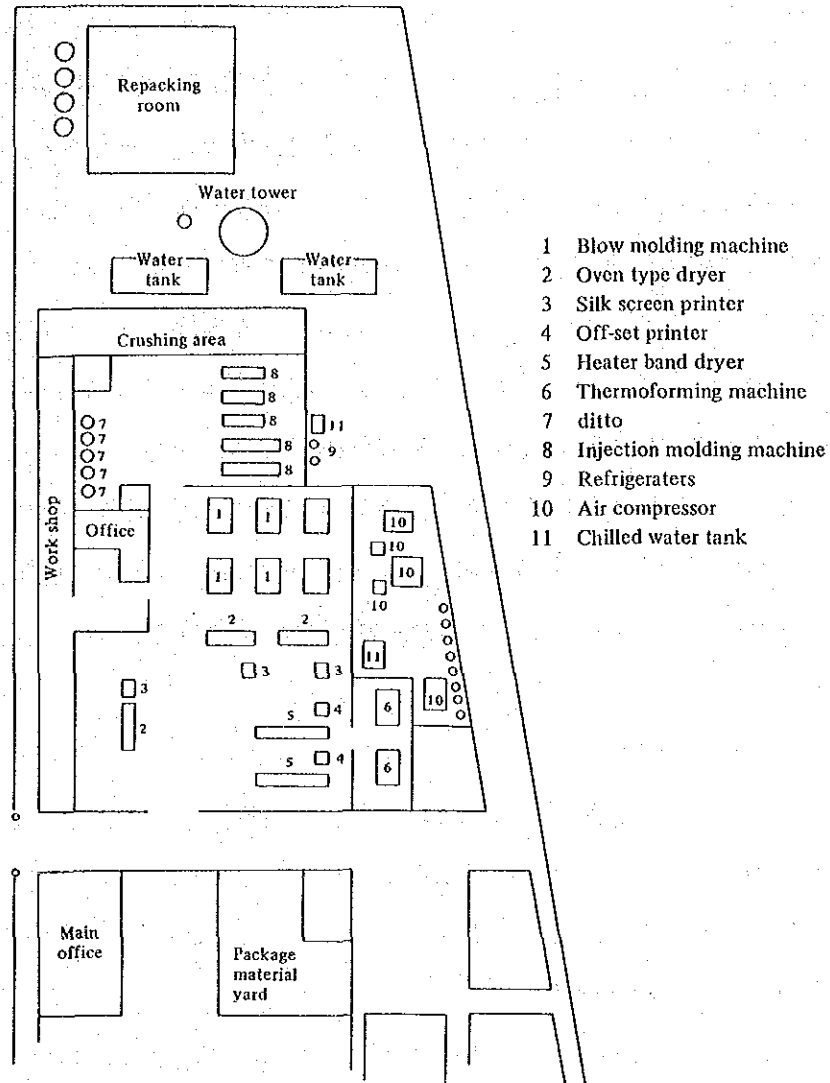 Repacking
room
Water tower
Water
tank
Water
tank
Crushing area
8
8
8
8
8
11
9
7
7
7
7
7
Work shop
Office
1
1
1
1
10
10
10
10
2
2
11
3
3
3
2
4
5
4
5
10
6
6
Main
office
Package
material
yard
1 Blow molding machine
2 Oven type dryer
3 Silk screen printer
4 Off-set printer
5 Heater band dryer
6 Thermoforming machine
7 ditto
8 Injection molding machine
9 Refrigeraters
10 Air compressor
11 Chilled water tank